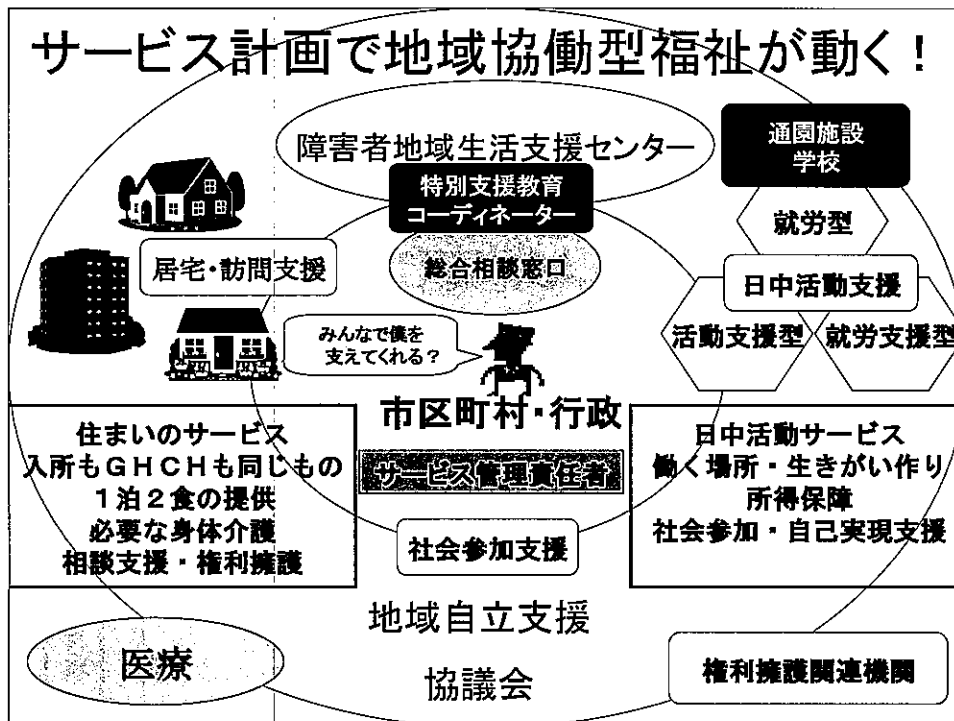 サービス計画で地域協働型福祉が動く！
障害者地域生活支援センター
通園施設
学校
特別支援教育
コーディネーター
就労型
居宅・訪問支援
総合相談窓口
日中活動支援
活動支援型
就労支援型
みんなで僕を
支えてくれる？
市区町村・行政
住まいのサービス
入所もＧＨＣＨも同じもの
１泊２食の提供
必要な身体介護
相談支援・権利擁護
サービス管理責任者
日中活動サービス
働く場所・生きがい作り
所得保障
社会参加・自己実現支援
社会参加支援
地域自立支援
協議会
医療
権利擁護関連機関